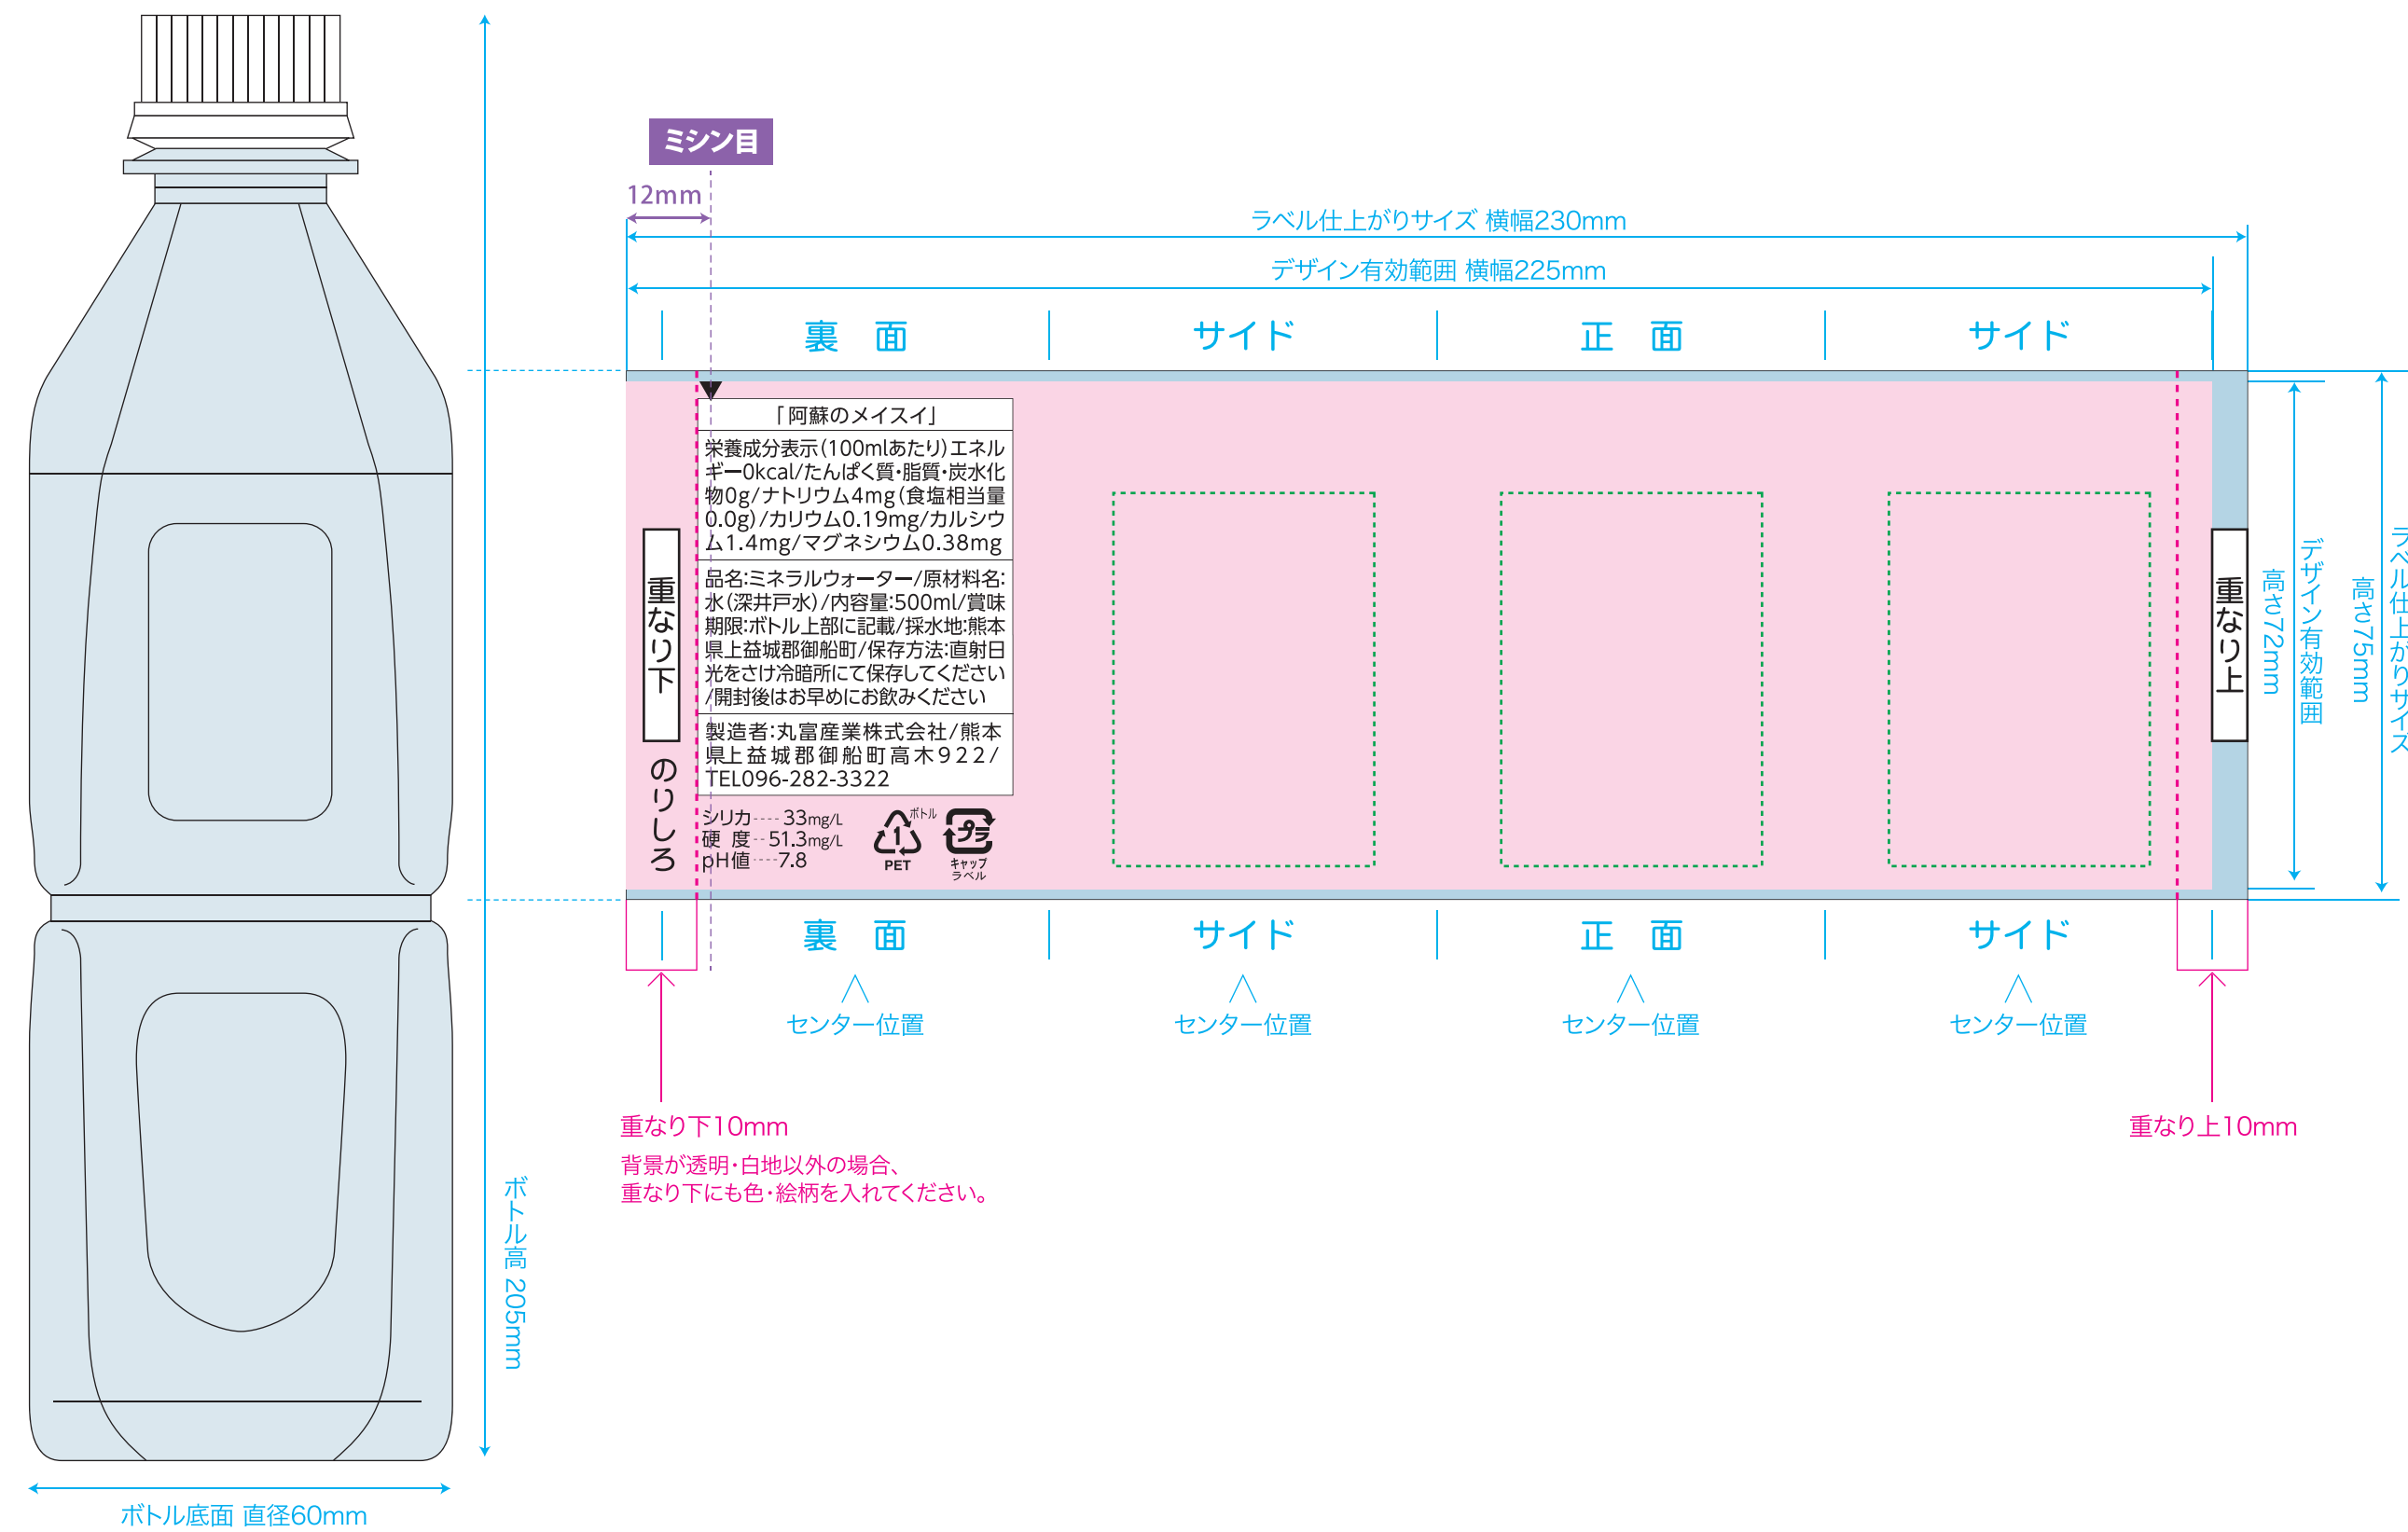 ミシン目
12mm
ラベル仕上がりサイズ 横幅230mm
デザイン有効範囲 横幅225mm
裏 面
サイド
正 面
サイド
「阿蘇のメイスイ」
栄養成分表示(100mlあたり)エネル
ギー0kcal/たんぱく質・脂質・炭水化
物0g/ナトリウム4mg(食塩相当量
0.0g)/カリウム0.19mg/カルシウ
ム1.4mg/マグネシウム0.38mg
品名:ミネラルウォーター/原材料名:
水(深井戸水)/内容量:500ml/賞味
期限:ボトル上部に記載/採水地:熊本
県上益城郡御船町/保存方法:直射日
光をさけ冷暗所にて保存してください
/開封後はお早めにお飲みください
製造者:丸富産業株式会社/熊本
県上益城郡御船町高木922/
TEL096-282-3322
シリカ---- 33mg/L
硬 度-- 51.3mg/L
pH値----7.8
1
PET
ボトル
プラ
キャップ
ラベル
重なり下
のりしろ
重なり上
デザイン有効範囲
高さ72mm
ラベル仕上がりサイズ
高さ75mm
裏 面
サイド
正 面
サイド
センター位置
センター位置
センター位置
センター位置
重なり下10mm
背景が透明・白地以外の場合、
重なり下にも色・絵柄を入れてください。
重なり上10mm
ボトル高 205mm
ボトル底面 直径60mm